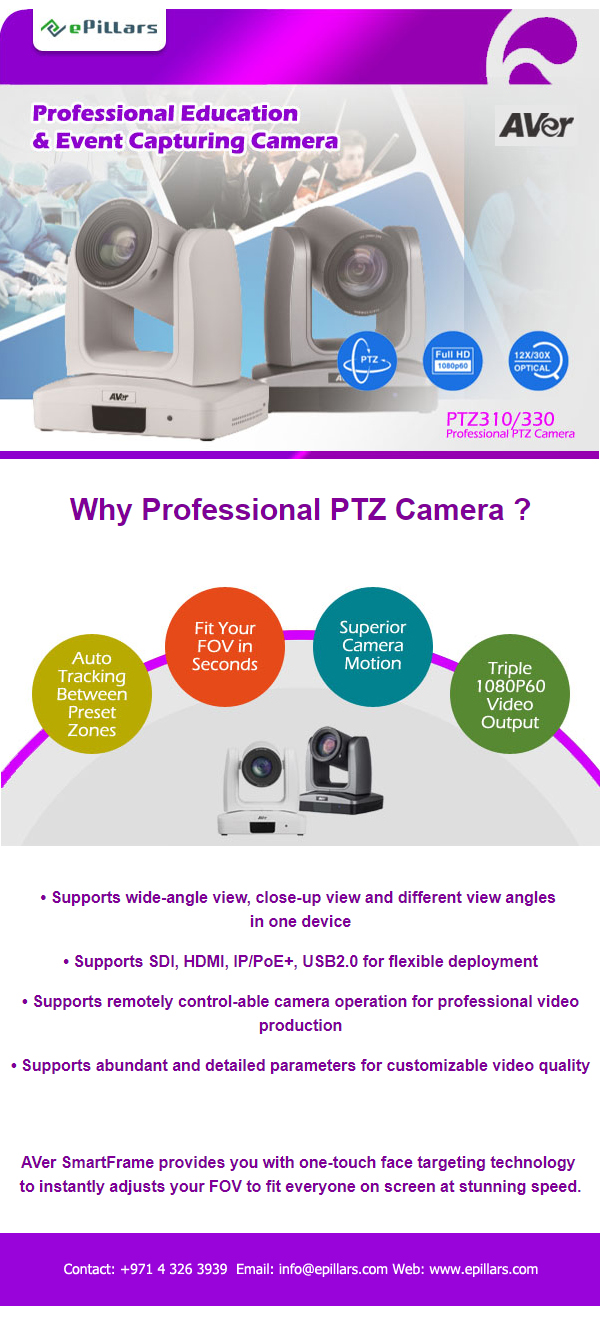 ePillars
Professional Education
& Event Capturing Camera
AVer
PTZ
Full HD
1080p60
12X/30X
OPTICAL
AVer
PTZ310/330
Professional PTZ Camera
Why Professional PTZ Camera ?
Auto
Tracking
Between
Preset
Zones
Fit Your
FOV in
Seconds
Superior
Camera
Motion
Triple
1080P60
Video
Output
AVer
• Supports wide-angle view, close-up view and different view angles
in one device
• Supports SDI, HDMI, IP/PoE+, USB2.0 for flexible deployment
• Supports remotely control-able camera operation for professional video
production
• Supports abundant and detailed parameters for customizable video quality
AVer SmartFrame provides you with one-touch face targeting technology
to instantly adjusts your FOV to fit everyone on screen at stunning speed.
Contact: +971 4 326 3939 Email: info@epillars.com Web: www.epillars.com